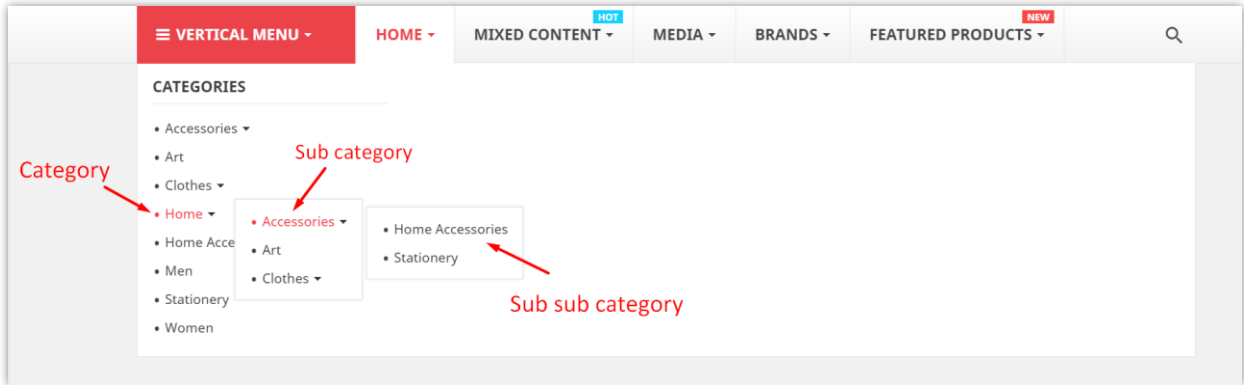 HOT
NEW
VERTICAL MENU
HOME
MIXED CONTENT
MEDIA
BRANDS
FEATURED PRODUCTS
CATEGORIES
• Accessories
• Art
Sub category
Category
• Clothes
• Home
• Accessories
• Home Accessories
• Home Acce
• Art
• Stationery
• Men
• Clothes
• Stationery
Sub sub category
• Women